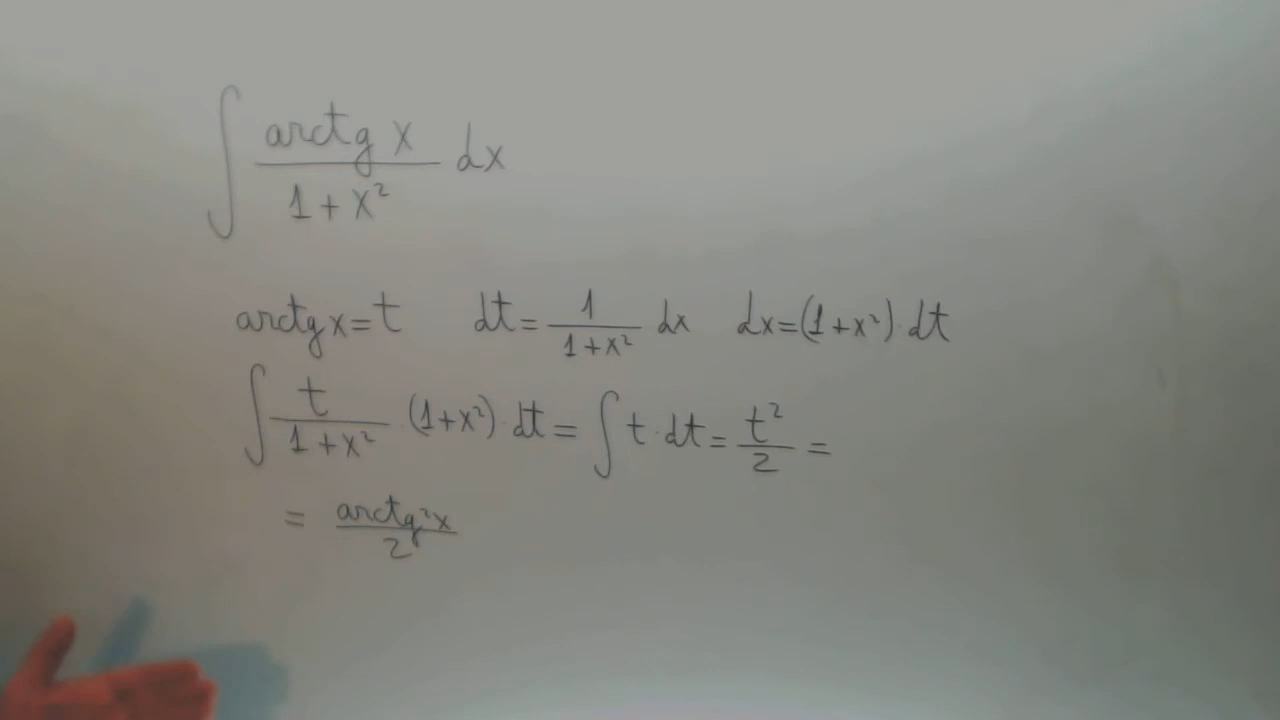 ∫ arctg x / 1 + x² dx
arctg x = t dt = 1 / 1 + x² dx dx = (1 + x²) · dt
∫ t / 1 + x² · (1 + x²) · dt = ∫ t · dt = t² / 2 =
= arctg² x / 2